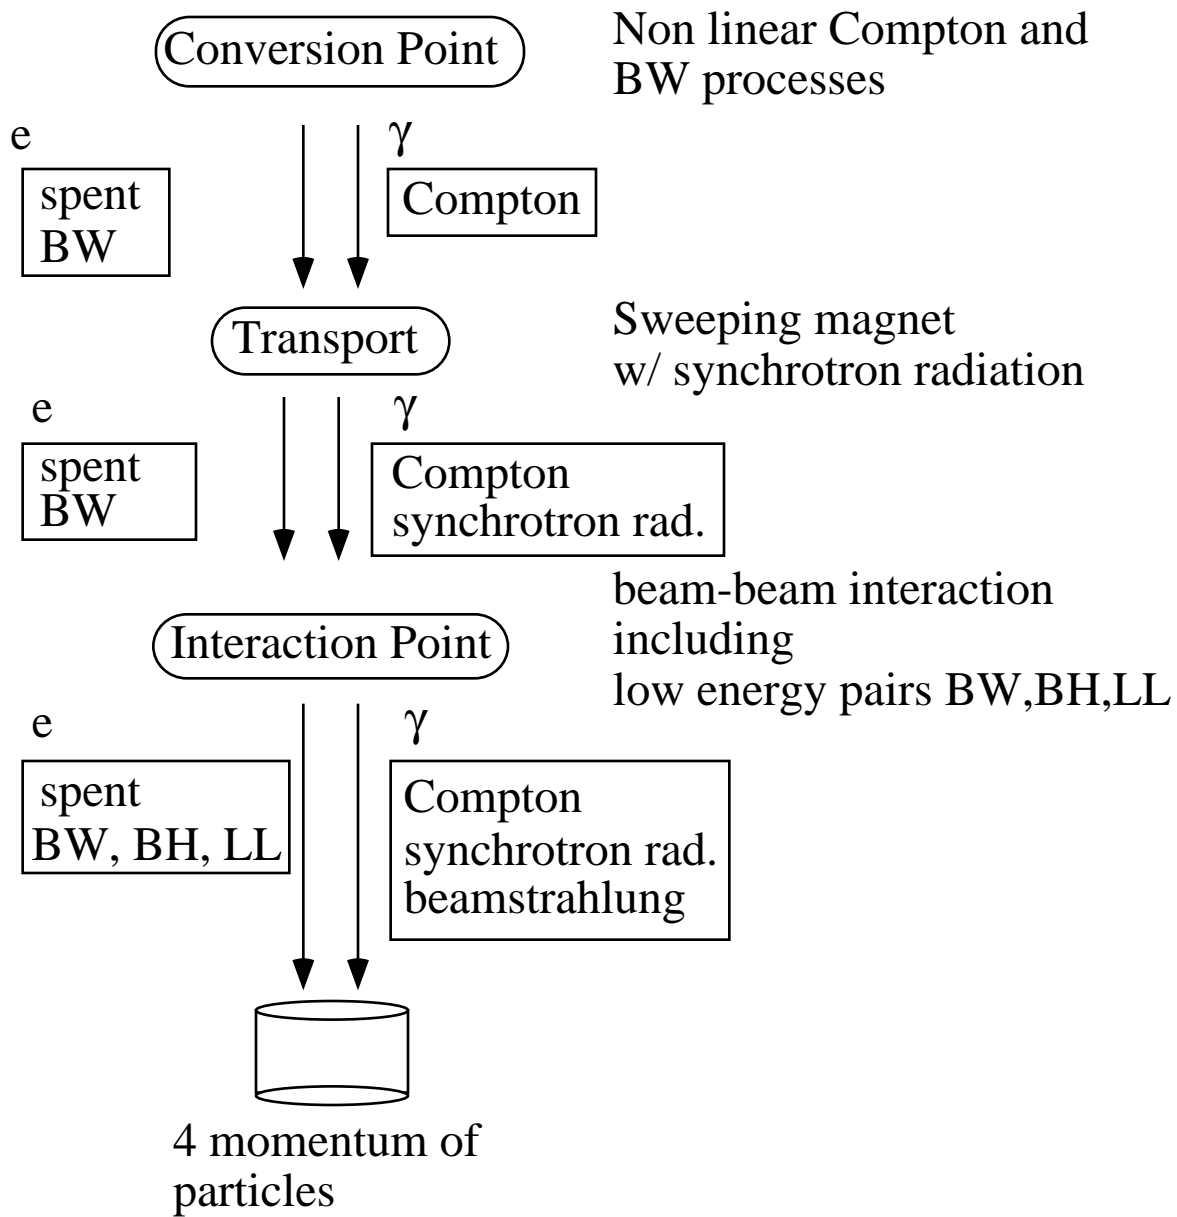 Conversion Point
Non linear Compton and
BW processes
e
γ
spent
BW
Compton
Transport
Sweeping magnet
w/ synchrotron radiation
e
γ
spent
BW
Compton
synchrotron rad.
Interaction Point
beam-beam interaction
including
low energy pairs BW,BH,LL
e
γ
spent
BW, BH, LL
Compton
synchrotron rad.
beamstrahlung
4 momentum of
particles